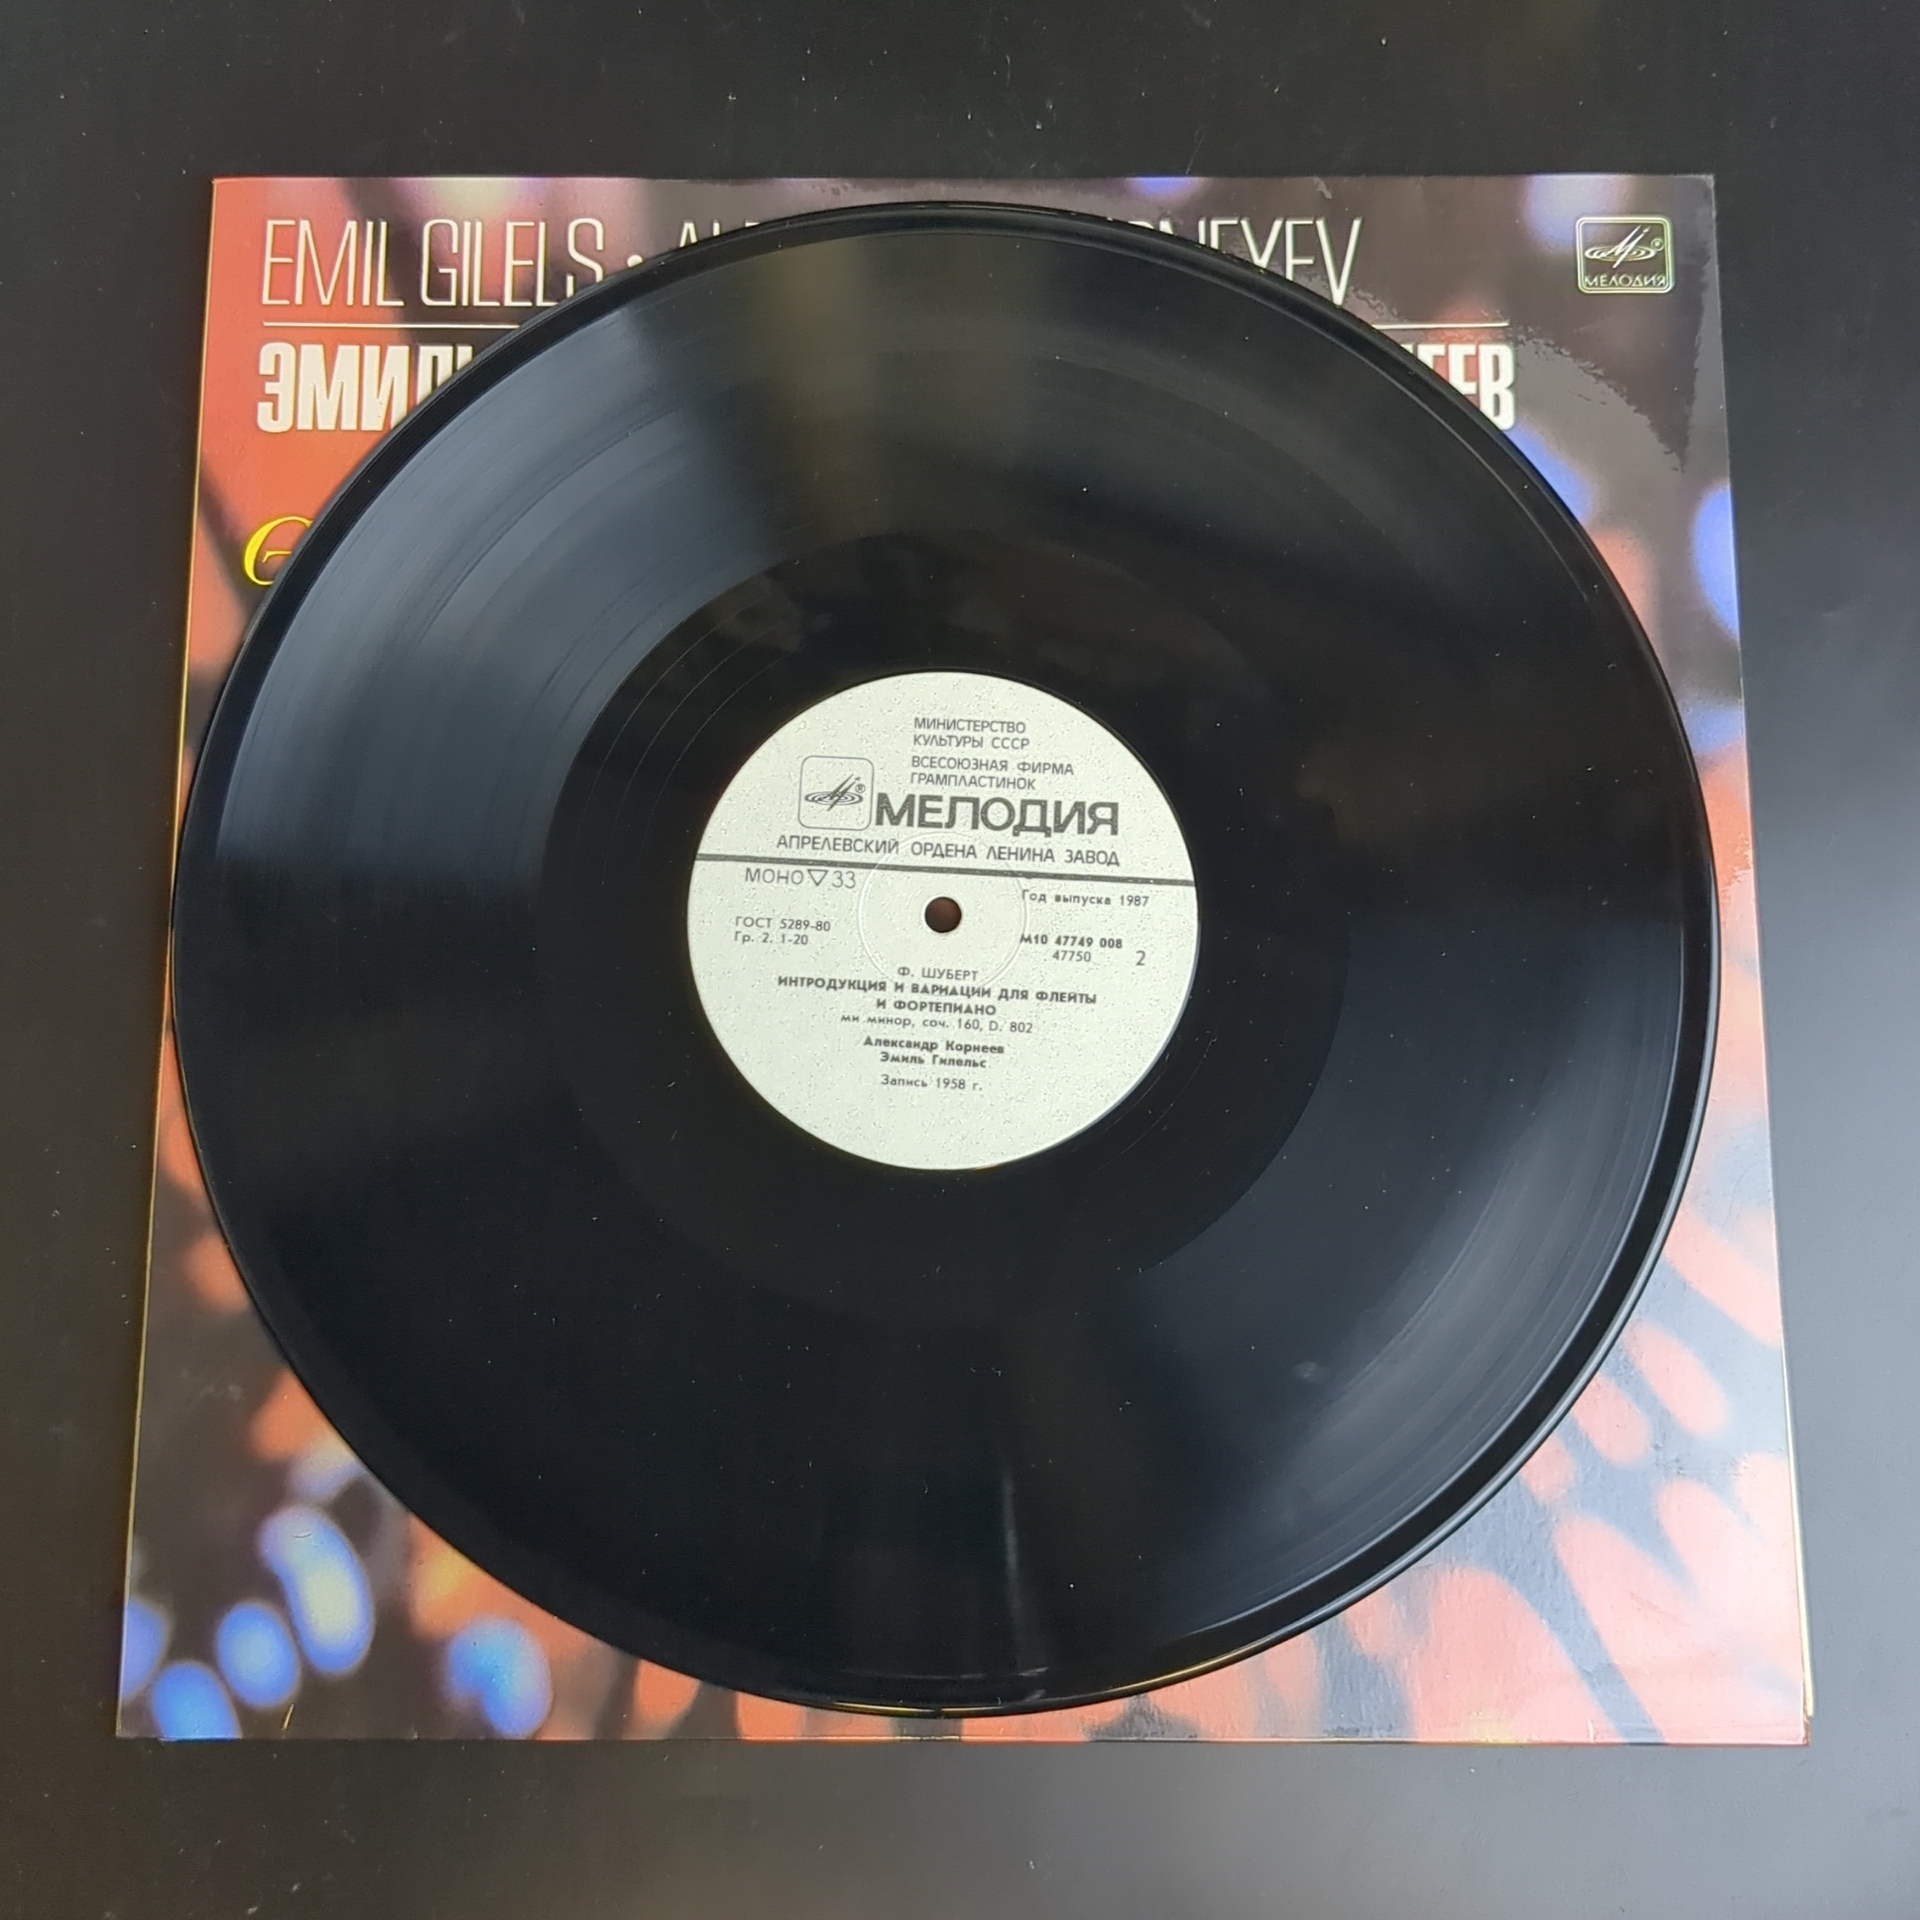 EMIL GILELS •
МЕЛОДИЯ
МИНИСТЕРСТВО
КУЛЬТУРЫ СССР
ВСЕСОЮЗНАЯ ФИРМА
ГРАМПЛАСТИНОК
МЕЛОДИЯ
АПРЕЛЕВСКИЙ ОРДЕНА ЛЕНИНА ЗАВОД
МОНО ▽ 33
Год выпуска 1987
ГОСТ 5289-80
Гр. 2. 1-20
М10 47749 008
47750 2
Ф. ШУБЕРТ
ИНТРОДУКЦИЯ И ВАРИАЦИИ ДЛЯ ФЛЕЙТЫ
И ФОРТЕПИАНО
ми минор, соч. 160, D. 802
Александр Корнеев
Эмиль Гилельс
Запись 1958 г.